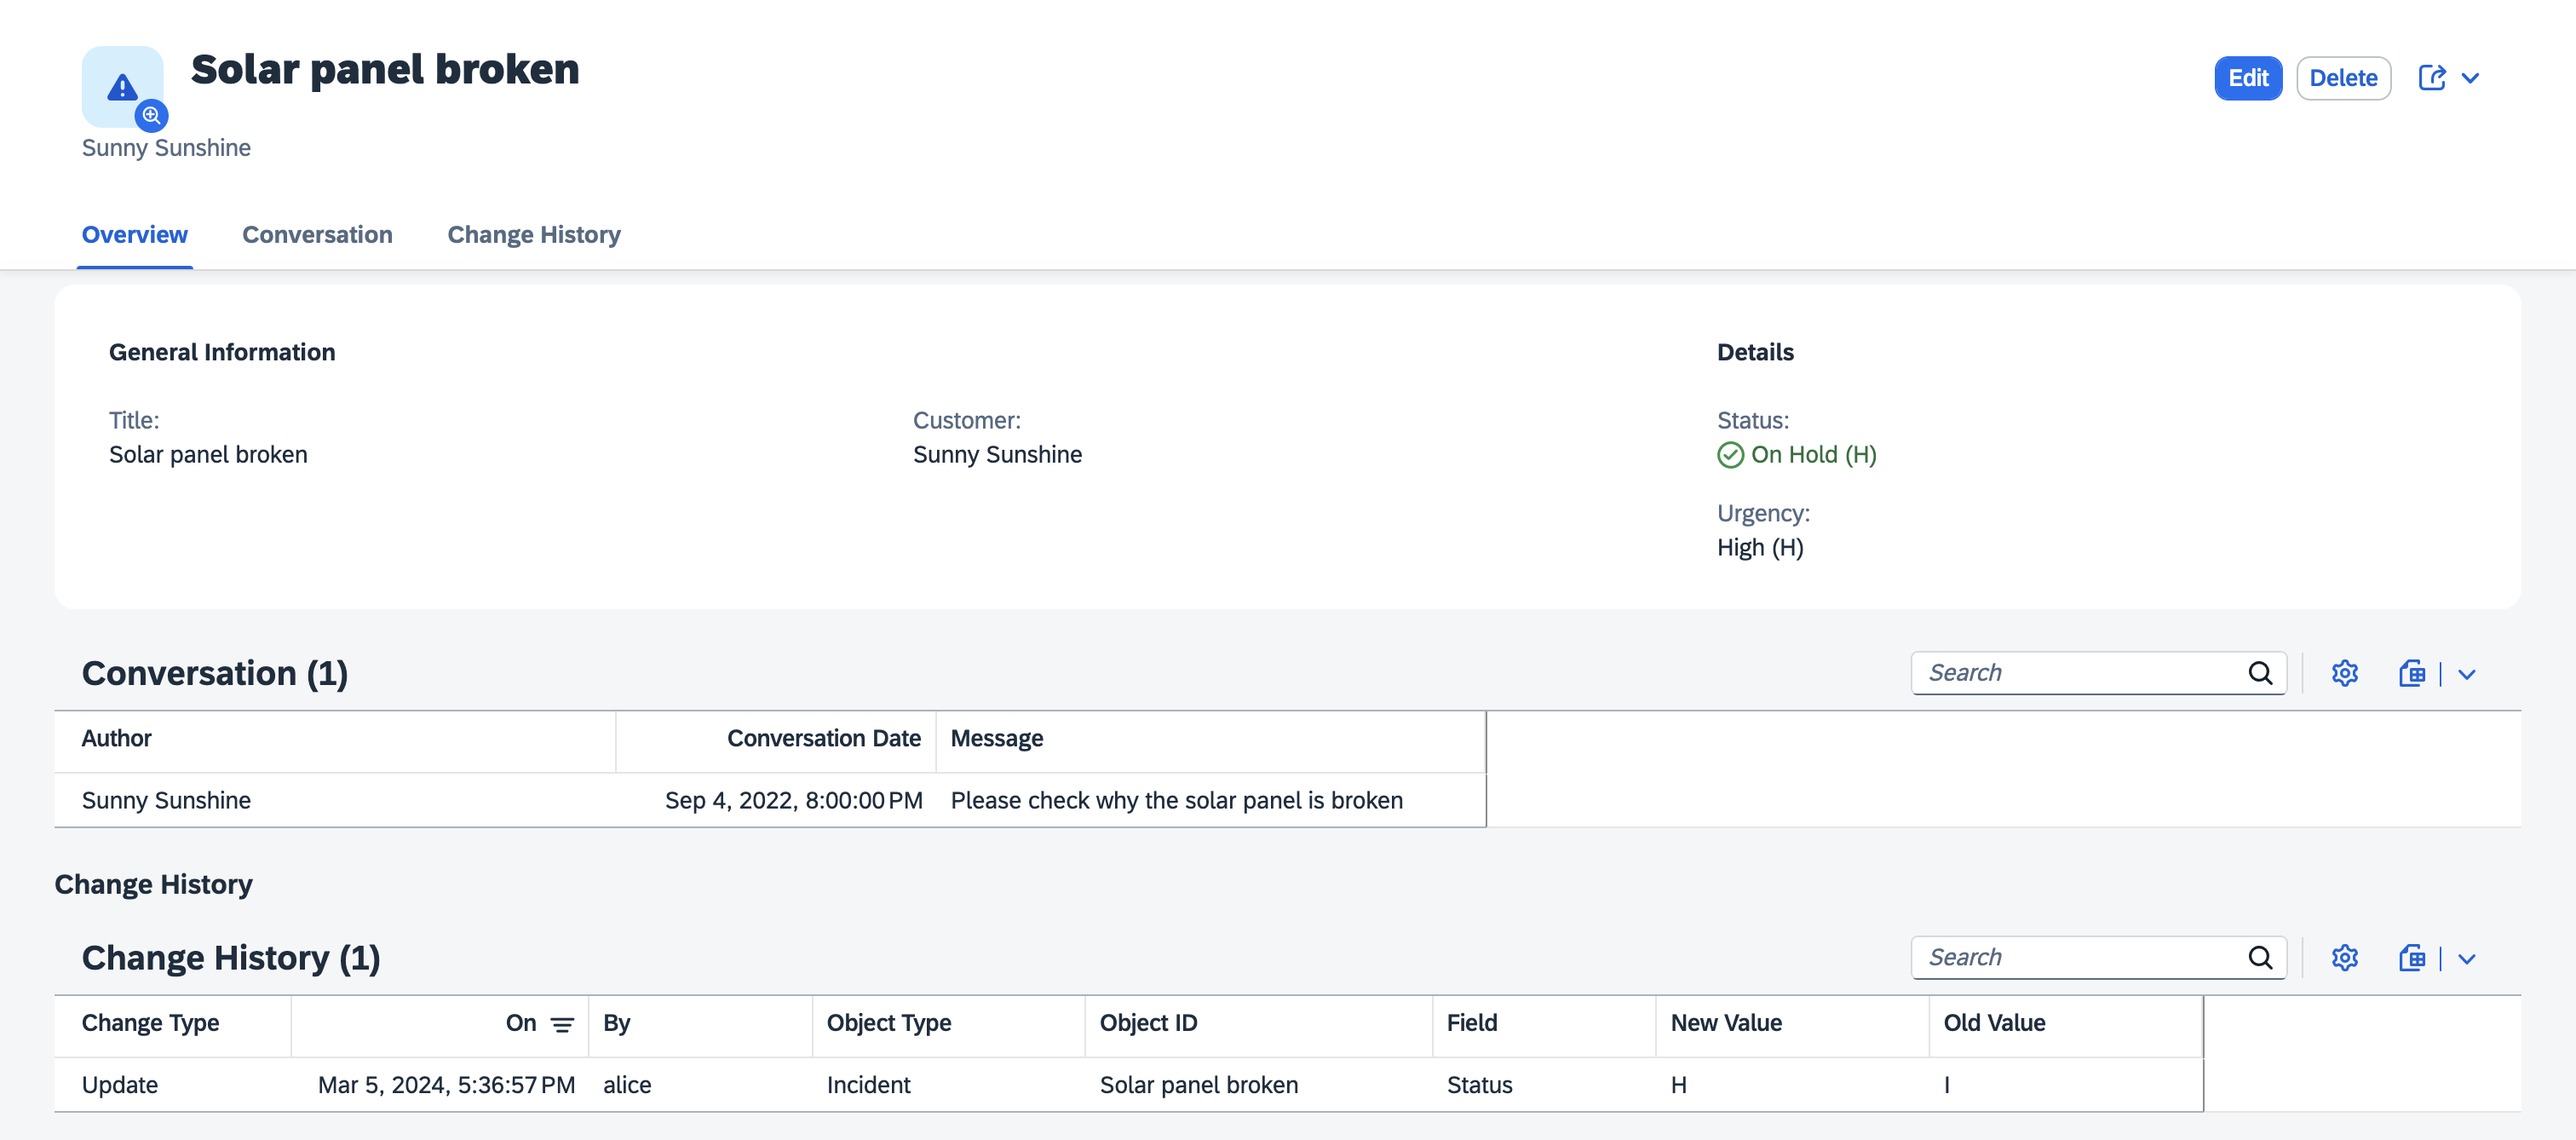 Solar panel broken
Edit Delete
Sunny Sunshine
Overview Conversation Change History
General Information Details
Title: Customer: Status:
Solar panel broken Sunny Sunshine On Hold (H)
Urgency:
High (H)
Conversation (1) Search
Author Conversation Date Message
Sunny Sunshine Sep 4, 2022, 8:00:00 PM Please check why the solar panel is broken
Change History
Change History (1) Search
Change Type On By Object Type Object ID Field New Value Old Value
Update Mar 5, 2024, 5:36:57 PM alice Incident Solar panel broken Status H I